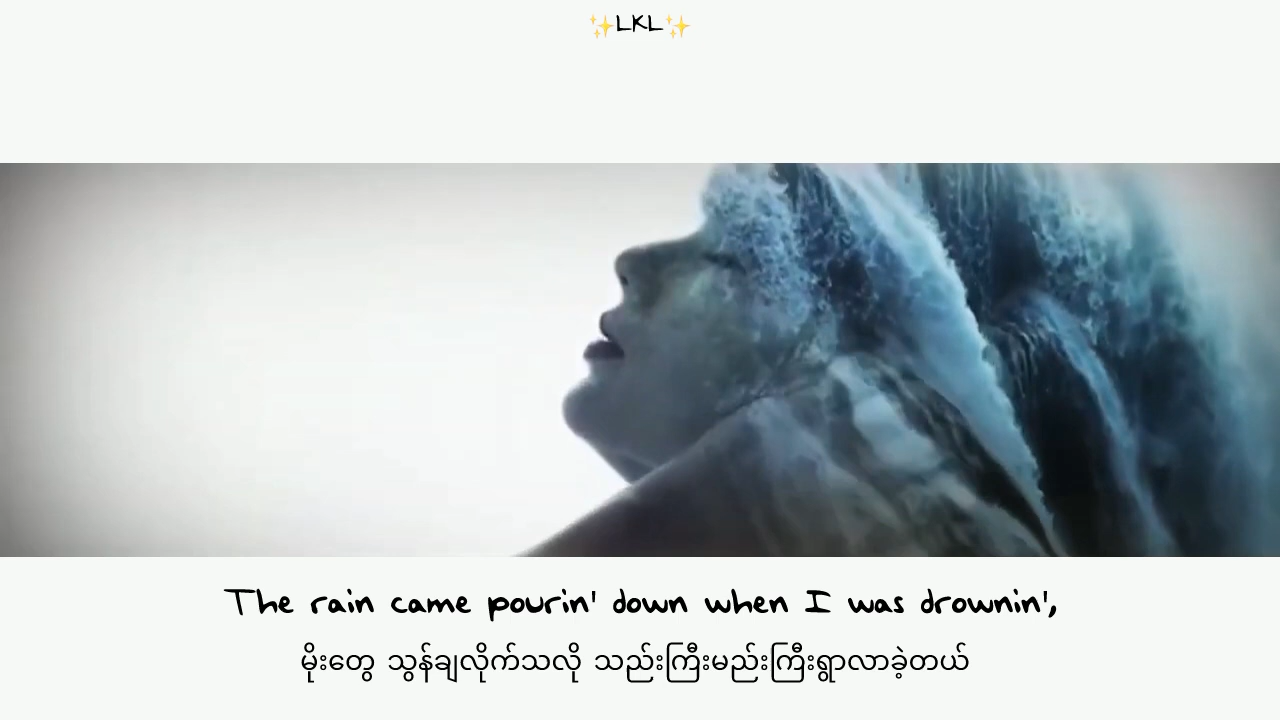 ✨LKL✨
The rain came pourin' down when I was drownin',
မိုးတွေ သွန်ချလိုက်သလို သည်းကြီးမည်းကြီးရွာလာခဲ့တယ်